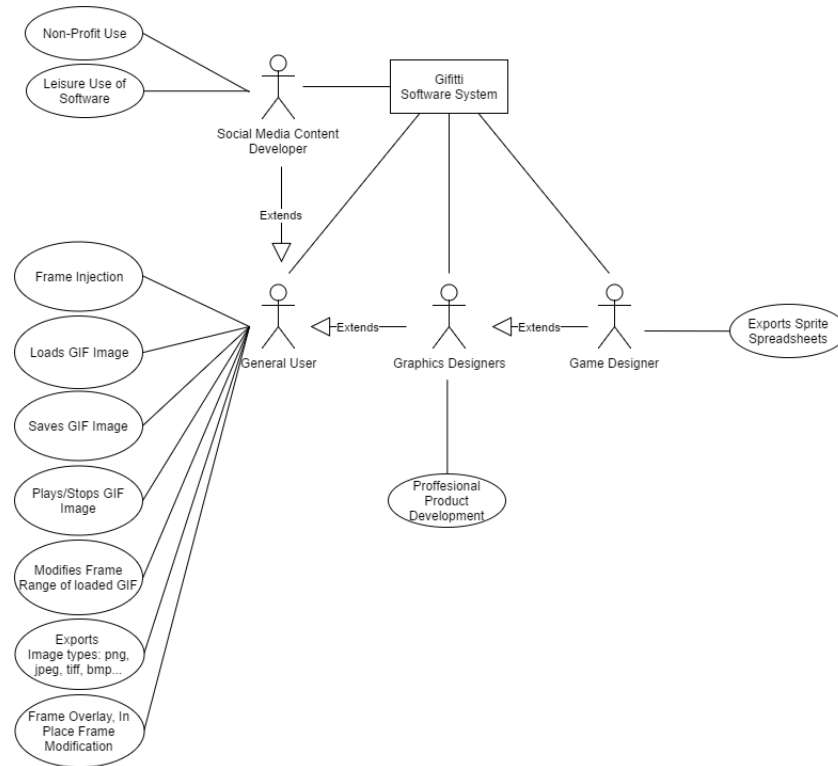 Non-Profit Use
Leisure Use of
Software
Social Media Content
Developer
Gifitti
Software System
Extends
Frame Injection
Loads GIF Image
Saves GIF Image
Plays/Stops GIF
Image
Modifies Frame
Range of loaded GIF
Exports
Image types: png,
jpeg, tiff, bmp...
Frame Overlay, In
Place Frame
Modification
General User
Extends
Graphics Designers
Extends
Game Designer
Exports Sprite
Spreadsheets
Proffesional
Product
Development